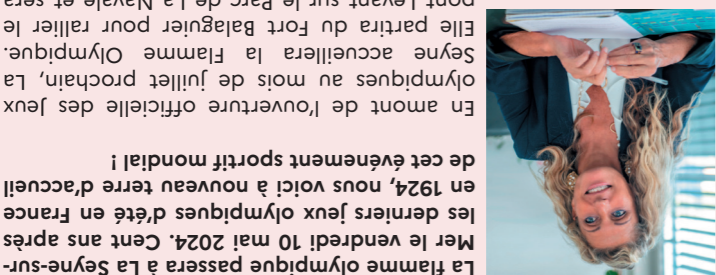 La flamme olympique passera à La Seyne-sur-
Mer le vendredi 10 mai 2024. Cent ans après
les derniers jeux olympiques d'été en France
en 1924, nous voici à nouveau terre d'accueil
de cet événement sportif mondial !
En amont de l'ouverture officielle des Jeux
olympiques au mois de juillet prochain, La
Seyne accueillera la Flamme Olympique.
Elle partira du Fort Balaguier pour rallier le
pont Levant sur le Parc de La Navale et sera